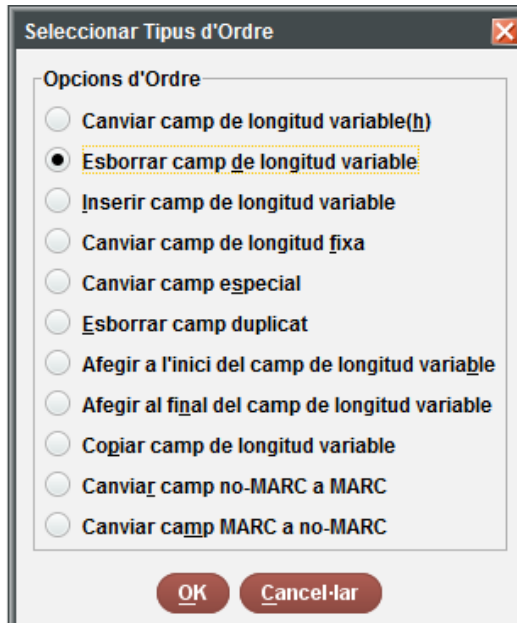 Seleccionar Tipus d'Ordre
Opcions d'Ordre
Canviar camp de longitud variable(h)
Esborrar camp de longitud variable
Inserir camp de longitud variable
Canviar camp de longitud fixa
Canviar camp especial
Esborrar camp duplicat
Afegir a l'inici del camp de longitud variable
Afegir al final del camp de longitud variable
Copiar camp de longitud variable
Canviar camp no-MARC a MARC
Canviar camp MARC a no-MARC
OK Cancel·lar